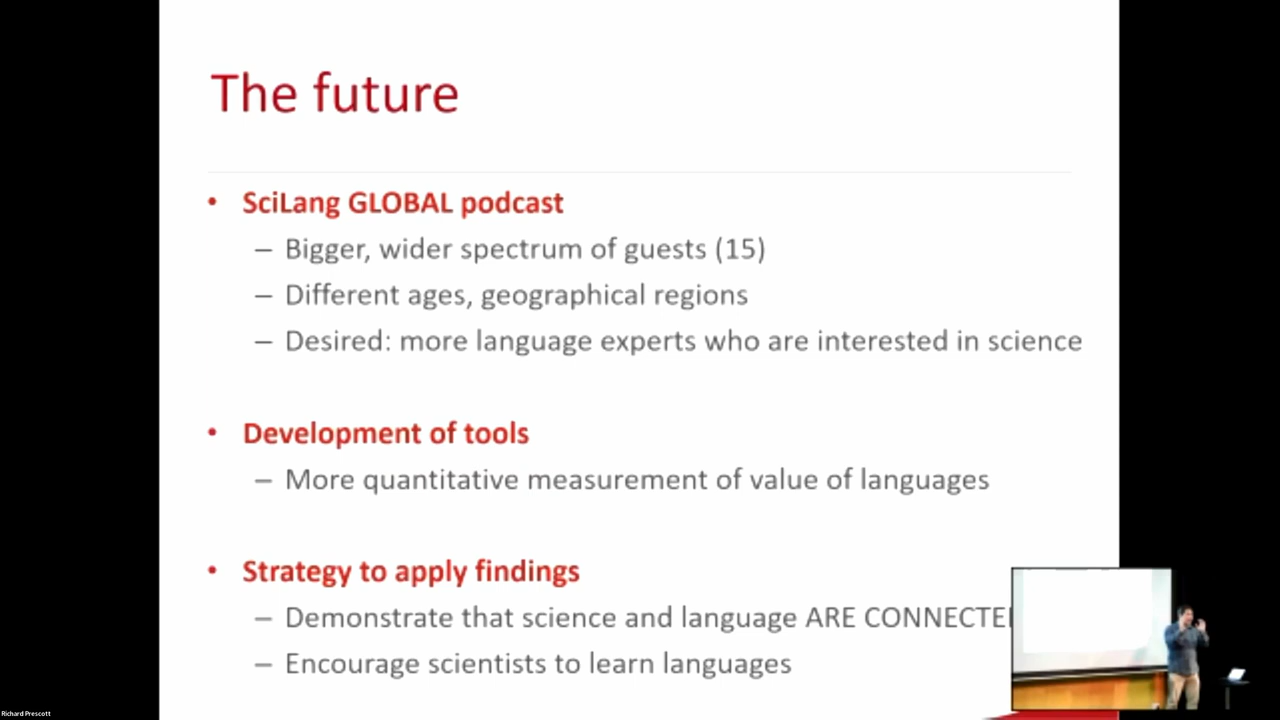 The future
• SciLang GLOBAL podcast
– Bigger, wider spectrum of guests (15)
– Different ages, geographical regions
– Desired: more language experts who are interested in science
• Development of tools
– More quantitative measurement of value of languages
• Strategy to apply findings
– Demonstrate that science and language ARE CONNECTE
– Encourage scientists to learn languages
Richard Prescott